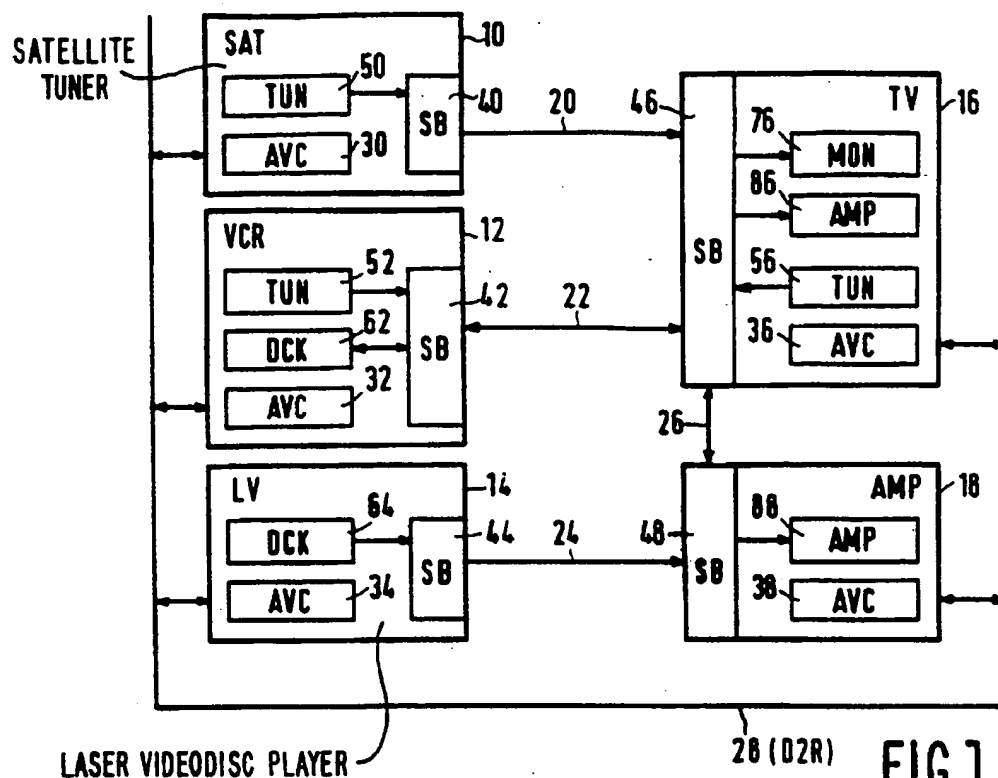 SATELLITE
TUNER
SAT
10
50
TUN
40
SB
AVC
30
20
46
TV
16
76
MON
86
AMP
SB
56
TUN
36
AVC
VCR
12
52
TUN
42
62
DCK
SB
32
AVC
22
26
LV
14
64
DCK
44
SB
AVC
34
24
48
AMP
18
88
AMP
SB
38
AVC
LASER VIDEODISC PLAYER
28 (D2R)
FIG.1